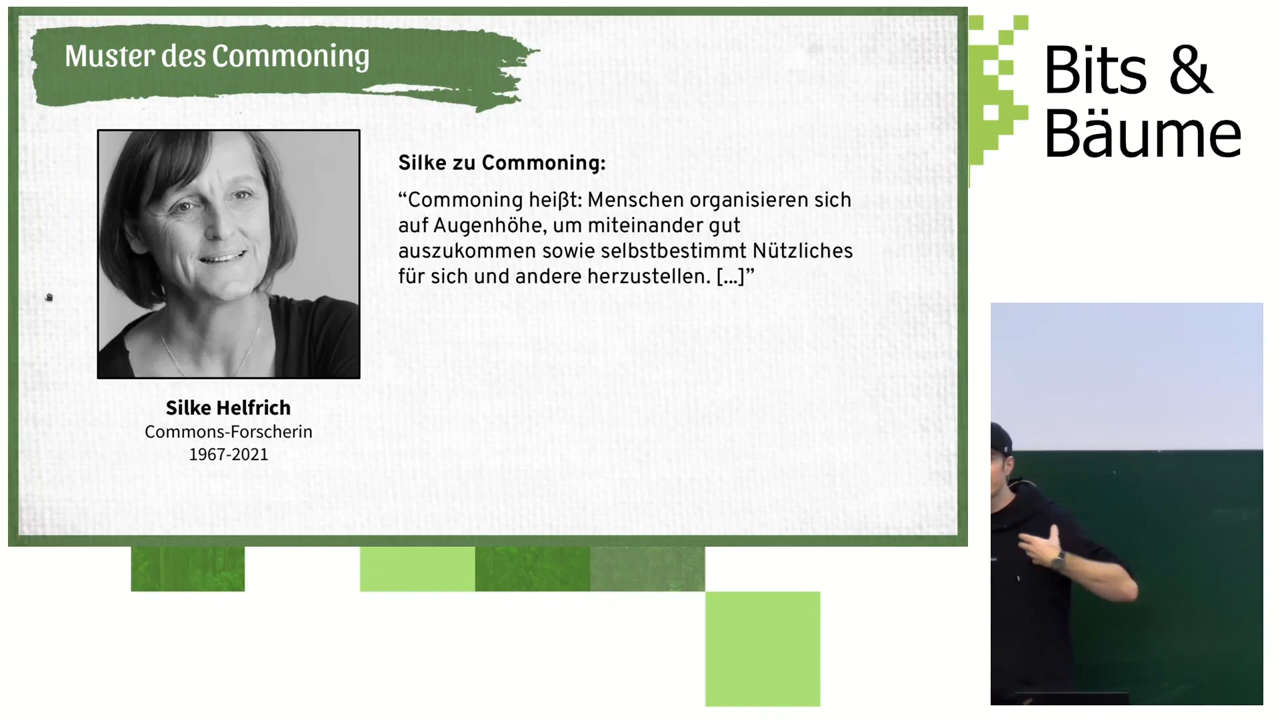 Muster des Commoning
Silke zu Commoning:
“Commoning heißt: Menschen organisieren sich
auf Augenhöhe, um miteinander gut
auszukommen sowie selbstbestimmt Nützliches
für sich und andere herzustellen. [...]”
Silke Helfrich
Commons-Forscherin
1967-2021
Bits &
Bäume